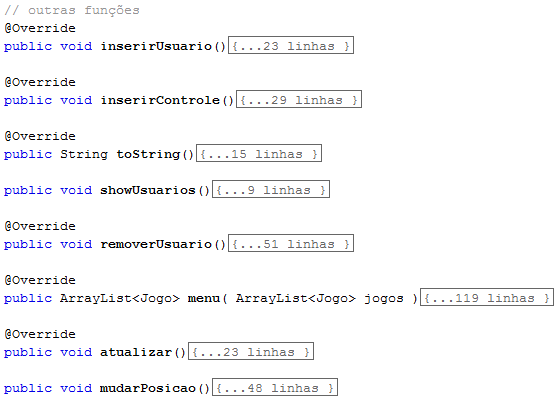 // outras funções
@Override
public void inserirUsuario(){...23 linhas }
@Override
public void inserirControle(){...29 linhas }
@Override
public String toString(){...15 linhas }
public void showUsuarios(){...9 linhas }
@Override
public void removerUsuario(){...51 linhas }
@Override
public ArrayList<Jogo> menu( ArrayList<Jogo> jogos ){...119 linhas }
@Override
public void atualizar(){...23 linhas }
public void mudarPosicao(){...48 linhas }